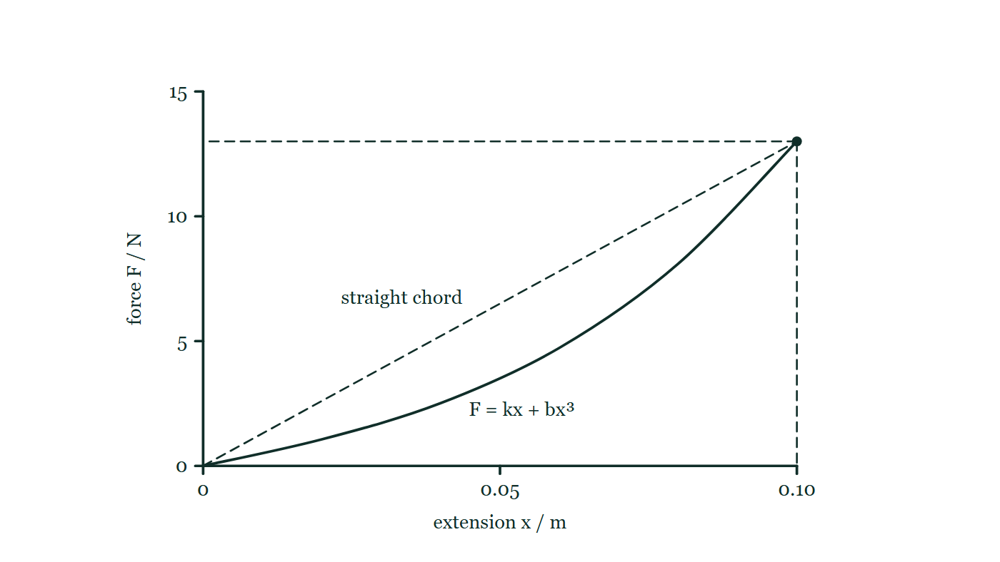 15
10
5
0
force F / N
straight chord
F = kx + bx³
0
0.05
0.10
extension x / m